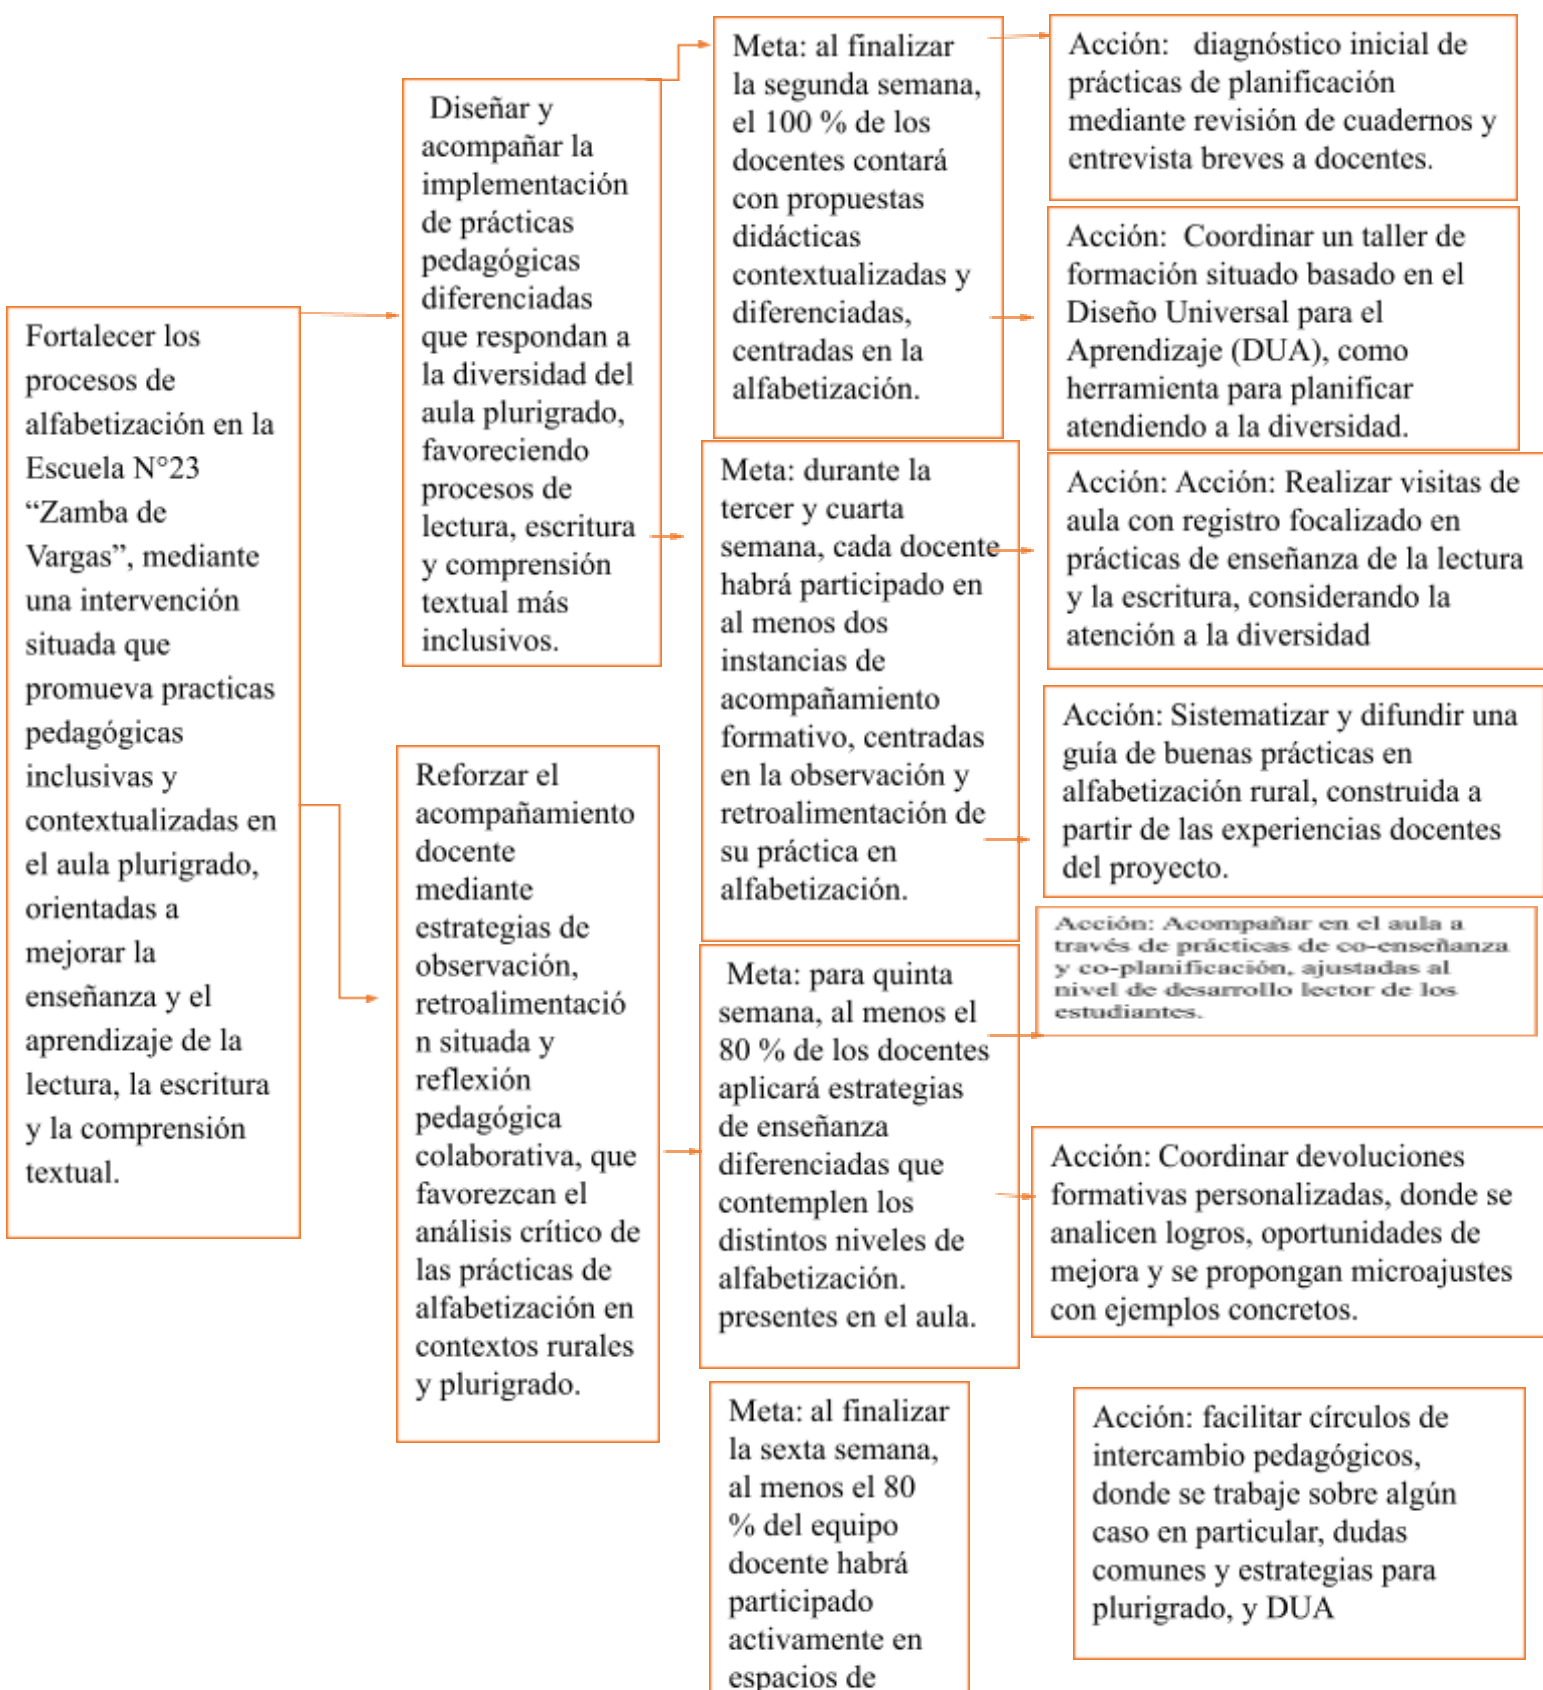 Fortalecer los
procesos de
alfabetización en la
Escuela N°23
“Zamba de
Vargas”, mediante
una intervención
situada que
promueva practicas
pedagógicas
inclusivas y
contextualizadas en
el aula plurigrado,
orientadas a
mejorar la
enseñanza y el
aprendizaje de la
lectura, la escritura
y la comprensión
textual.
Diseñar y
acompañar la
implementación
de prácticas
pedagógicas
diferenciadas
que respondan a
la diversidad del
aula plurigrado,
favoreciendo
procesos de
lectura, escritura
y comprensión
textual más
inclusivos.
Reforzar el
acompañamiento
docente
mediante
estrategias de
observación,
retroalimentació
n situada y
reflexión
pedagógica
colaborativa, que
favorezcan el
análisis crítico de
las prácticas de
alfabetización en
contextos rurales
y plurigrado.
Meta: al finalizar
la segunda semana,
el 100 % de los
docentes contará
con propuestas
didácticas
contextualizadas y
diferenciadas,
centradas en la
alfabetización.
Meta: durante la
tercer y cuarta
semana, cada docente
habrá participado en
al menos dos
instancias de
acompañamiento
formativo, centradas
en la observación y
retroalimentación de
su práctica en
alfabetización.
Meta: para quinta
semana, al menos el
80 % de los docentes
aplicará estrategias
de enseñanza
diferenciadas que
contemplen los
distintos niveles de
alfabetización.
presentes en el aula.
Meta: al finalizar
la sexta semana,
al menos el 80
% del equipo
docente habrá
participado
activamente en
espacios de
Acción: diagnóstico inicial de
prácticas de planificación
mediante revisión de cuadernos y
entrevista breves a docentes.
Acción: Coordinar un taller de
formación situado basado en el
Diseño Universal para el
Aprendizaje (DUA), como
herramienta para planificar
atendiendo a la diversidad.
Acción: Acción: Realizar visitas de
aula con registro focalizado en
prácticas de enseñanza de la lectura
y la escritura, considerando la
atención a la diversidad
Acción: Sistematizar y difundir una
guía de buenas prácticas en
alfabetización rural, construida a
partir de las experiencias docentes
del proyecto.
Acción: Acompañar en el aula a
través de prácticas de co-enseñanza
y co-planificación, ajustadas al
nivel de desarrollo lector de los
estudiantes.
Acción: Coordinar devoluciones
formativas personalizadas, donde se
analicen logros, oportunidades de
mejora y se propongan microajustes
con ejemplos concretos.
Acción: facilitar círculos de
intercambio pedagógicos,
donde se trabaje sobre algún
caso en particular, dudas
comunes y estrategias para
plurigrado, y DUA